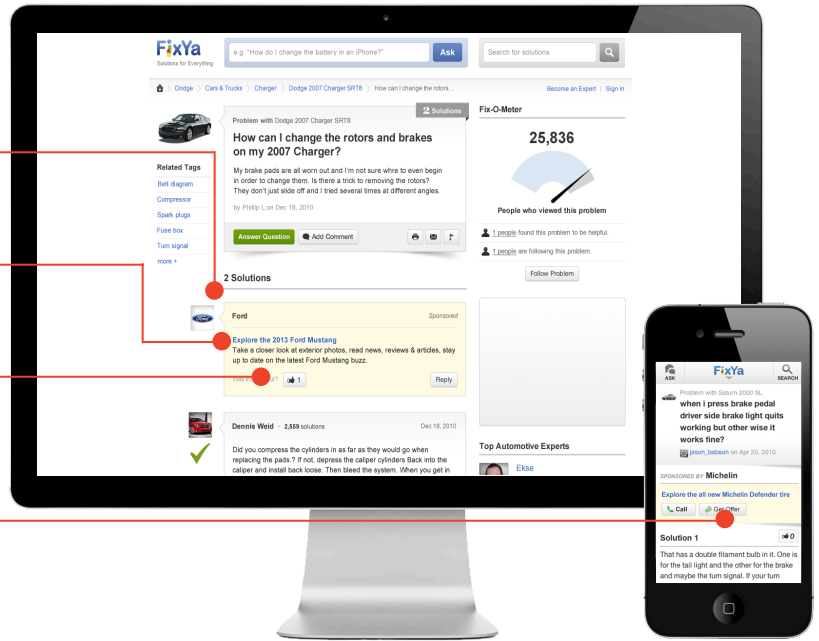 FixYa
Solutions for Everything
e.g. "How do I change the battery in an iPhone?"
Ask
Search for solutions
Dodge > Cars & Trucks > Charger > Dodge 2007 Charger SRT8 > How can I change the rotors...
Become an Expert | Sign In
2 Solutions
Problem with Dodge 2007 Charger SRT8
How can I change the rotors and brakes
on my 2007 Charger?
My brake pads are all worn out and I'm not sure whre to even begin
in order to change them. Is there a trick to removing the rotors?
They don't just slide off and I tried several times at different angles.
by Phillip L.on Dec 18, 2010
Answer Question
Add Comment
Related Tags
Belt diagram
Compressor
Spark plugs
Fuse box
Turn signal
more +
Fix-O-Meter
25,836
People who viewed this problem
1 people found this problem to be helpful.
1 people are following this problem.
Follow Problem
2 Solutions
Ford
Sponsored
Explore the 2013 Ford Mustang
Take a closer look at exterior photos, read news, reviews & articles, stay
up to date on the latest Ford Mustang buzz.
1
Reply
Dennis Weid · 2,559 solutions
Dec 18, 2010
Did you compress the cylinders in as far as they would go when
replacing the pads.? If not, depress the caliper cylinders Back into the
caliper and install back loose. Then bleed the system. When you get in
Top Automotive Experts
Ekse
ASK
FixYa
SEARCH
Problem with Saturn 2000 SL
when i press brake pedal
driver side brake light quits
working but other wise it
works fine?
jason_babson on Apr 20, 2010
SPONSORED BY Michelin
Explore the all new Michelin Defender tire
Call
Get Offer
Solution 1
0
That has a double filament bulb in it. One is
for the tail light and the other for the brake
and maybe the turn signal. If your turn